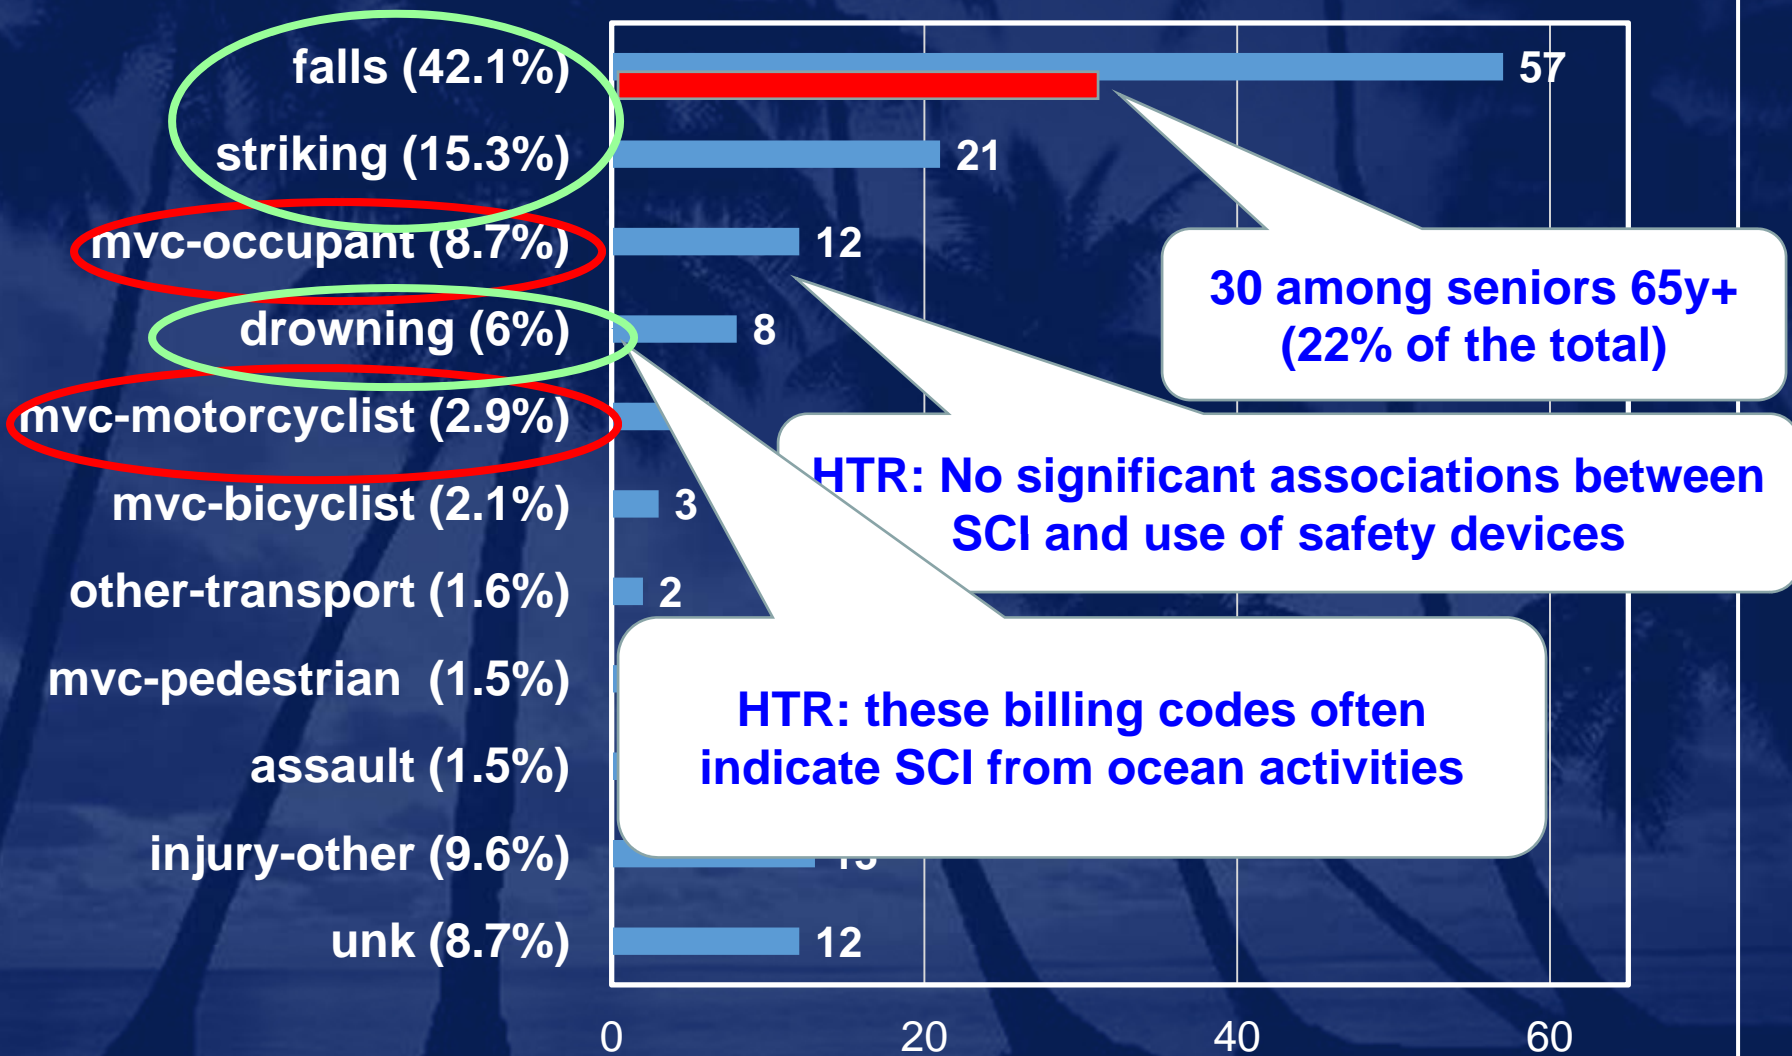 falls (42.1%)
57
striking (15.3%)
21
mvc-occupant (8.7%)
12
30 among seniors 65y+
(22% of the total)
drowning (6%)
8
mvc-motorcyclist (2.9%)
HTR: No significant associations between
SCI and use of safety devices
mvc-bicyclist (2.1%)
3
other-transport (1.6%)
2
mvc-pedestrian (1.5%)
HTR: these billing codes often
indicate SCI from ocean activities
assault (1.5%)
injury-other (9.6%)
unk (8.7%)
12
0
20
40
60